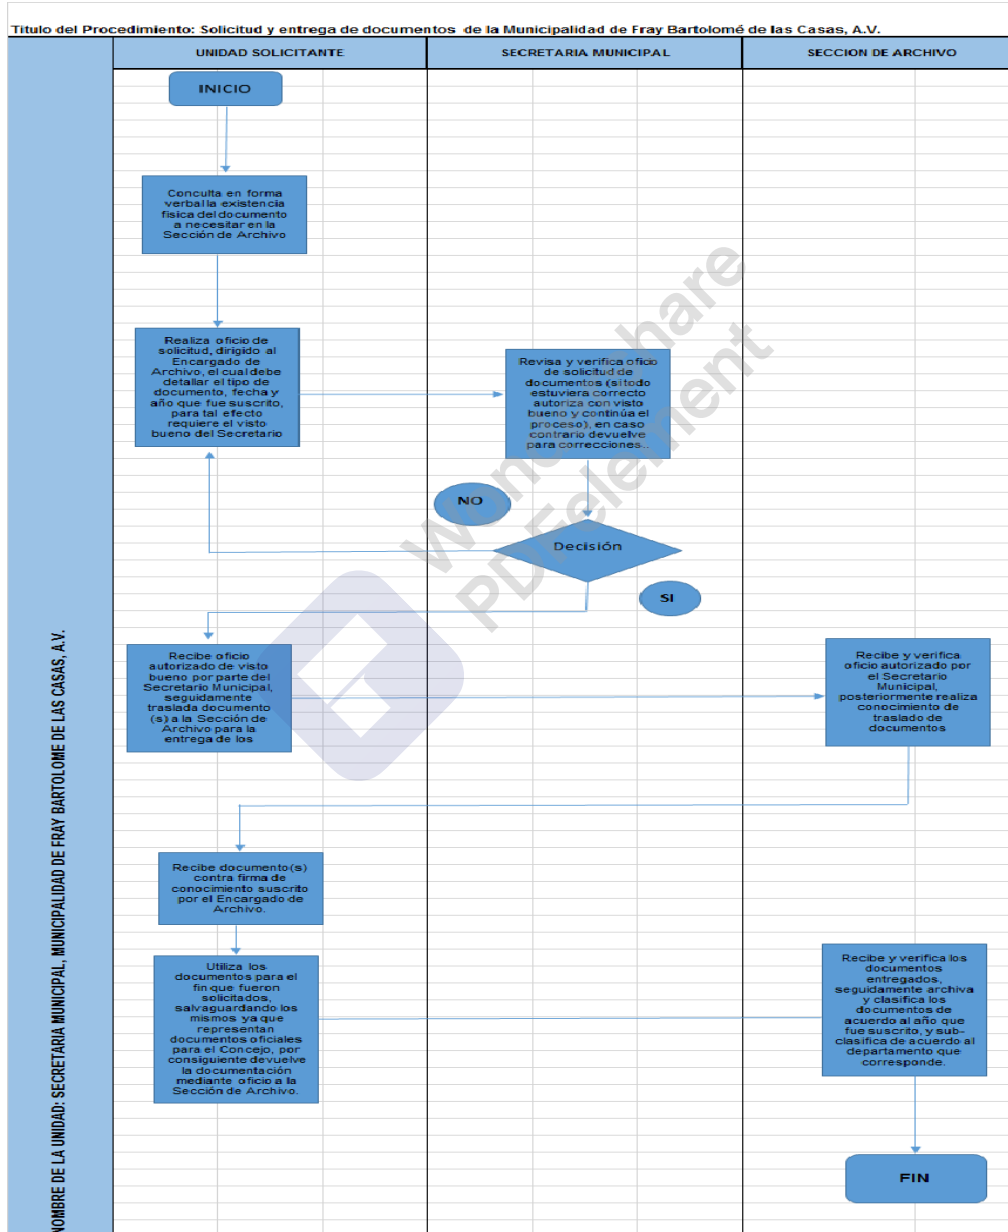 Titulo del Procedimiento: Solicitud y entrega de documentos de la Municipalidad de Fray Bartolomé de las Casas, A.V.
UNIDAD SOLICITANTE
SECRETARIA MUNICIPAL
SECCION DE ARCHIVO
INICIO
Consulta en forma
verbal la existencia
física del documento
a necesitar en la
Sección de Archivo
Realiza oficio de
solicitud, dirigido al
Encargado de
Archivo, el cual debe
detallar el tipo de
documento, fecha y
año que fue suscrito,
para tal efecto
requiere el visto
bueno del Secretario
Revisa y verifica oficio
de solicitud de
documentos (si todo
estuviera correcto
autoriza con visto
bueno y continúa el
proceso), en caso
contrario devuelve
para correcciones..
NO
Decisión
SI
Recibe oficio
autorizado de visto
bueno por parte del
Secretario Municipal,
seguidamente
traslada documento
(s) a la Sección de
Archivo para la
entrega de los
Recibe y verifica
oficio autorizado por
el Secretario
Municipal,
posteriormente realiza
conocimiento de
traslado de
documentos
Recibe documento(s)
contra firma de
conocimiento suscrito
por el Encargado de
Archivo.
Utiliza los
documentos para el
fin que fueron
solicitados,
salvaguardando los
mismos ya que
representan
documentos oficiales
para el Concejo, por
consiguiente devuelve
la documentación
mediante oficio a la
Sección de Archivo.
Recibe y verifica los
documentos
entregados,
seguidamente archiva
y clasifica los
documentos de
acuerdo al año que
fue suscrito, y sub-
clasifica de acuerdo al
departamento que
corresponde.
FIN
NOMBRE DE LA UNIDAD: SECRETARIA MUNICIPAL, MUNICIPALIDAD DE FRAY BARTOLOME DE LAS CASAS, A.V.
Wondershare
PDFelement